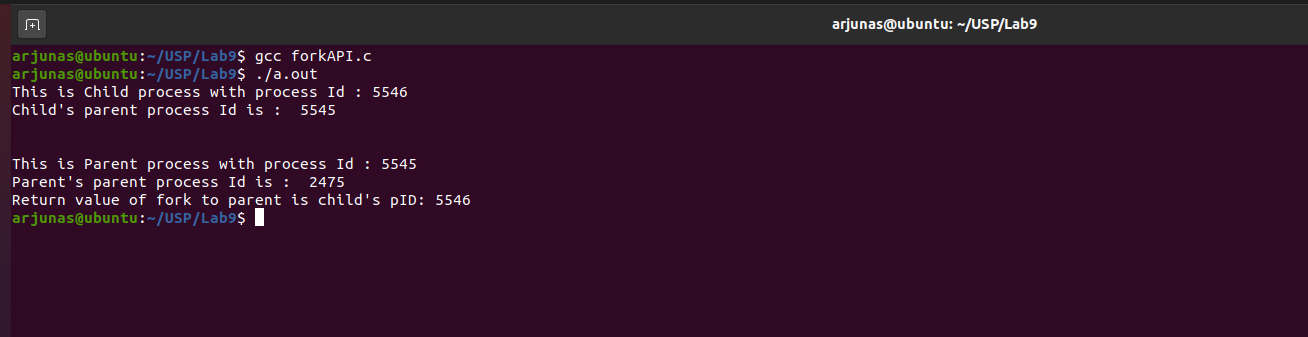 arjunas@ubuntu: ~/USP/Lab9
arjunas@ubuntu:~/USP/Lab9$ gcc forkAPI.c
arjunas@ubuntu:~/USP/Lab9$ ./a.out
This is Child process with process Id : 5546
Child's parent process Id is :  5545
This is Parent process with process Id : 5545
Parent's parent process Id is :  2475
Return value of fork to parent is child's pID: 5546
arjunas@ubuntu:~/USP/Lab9$